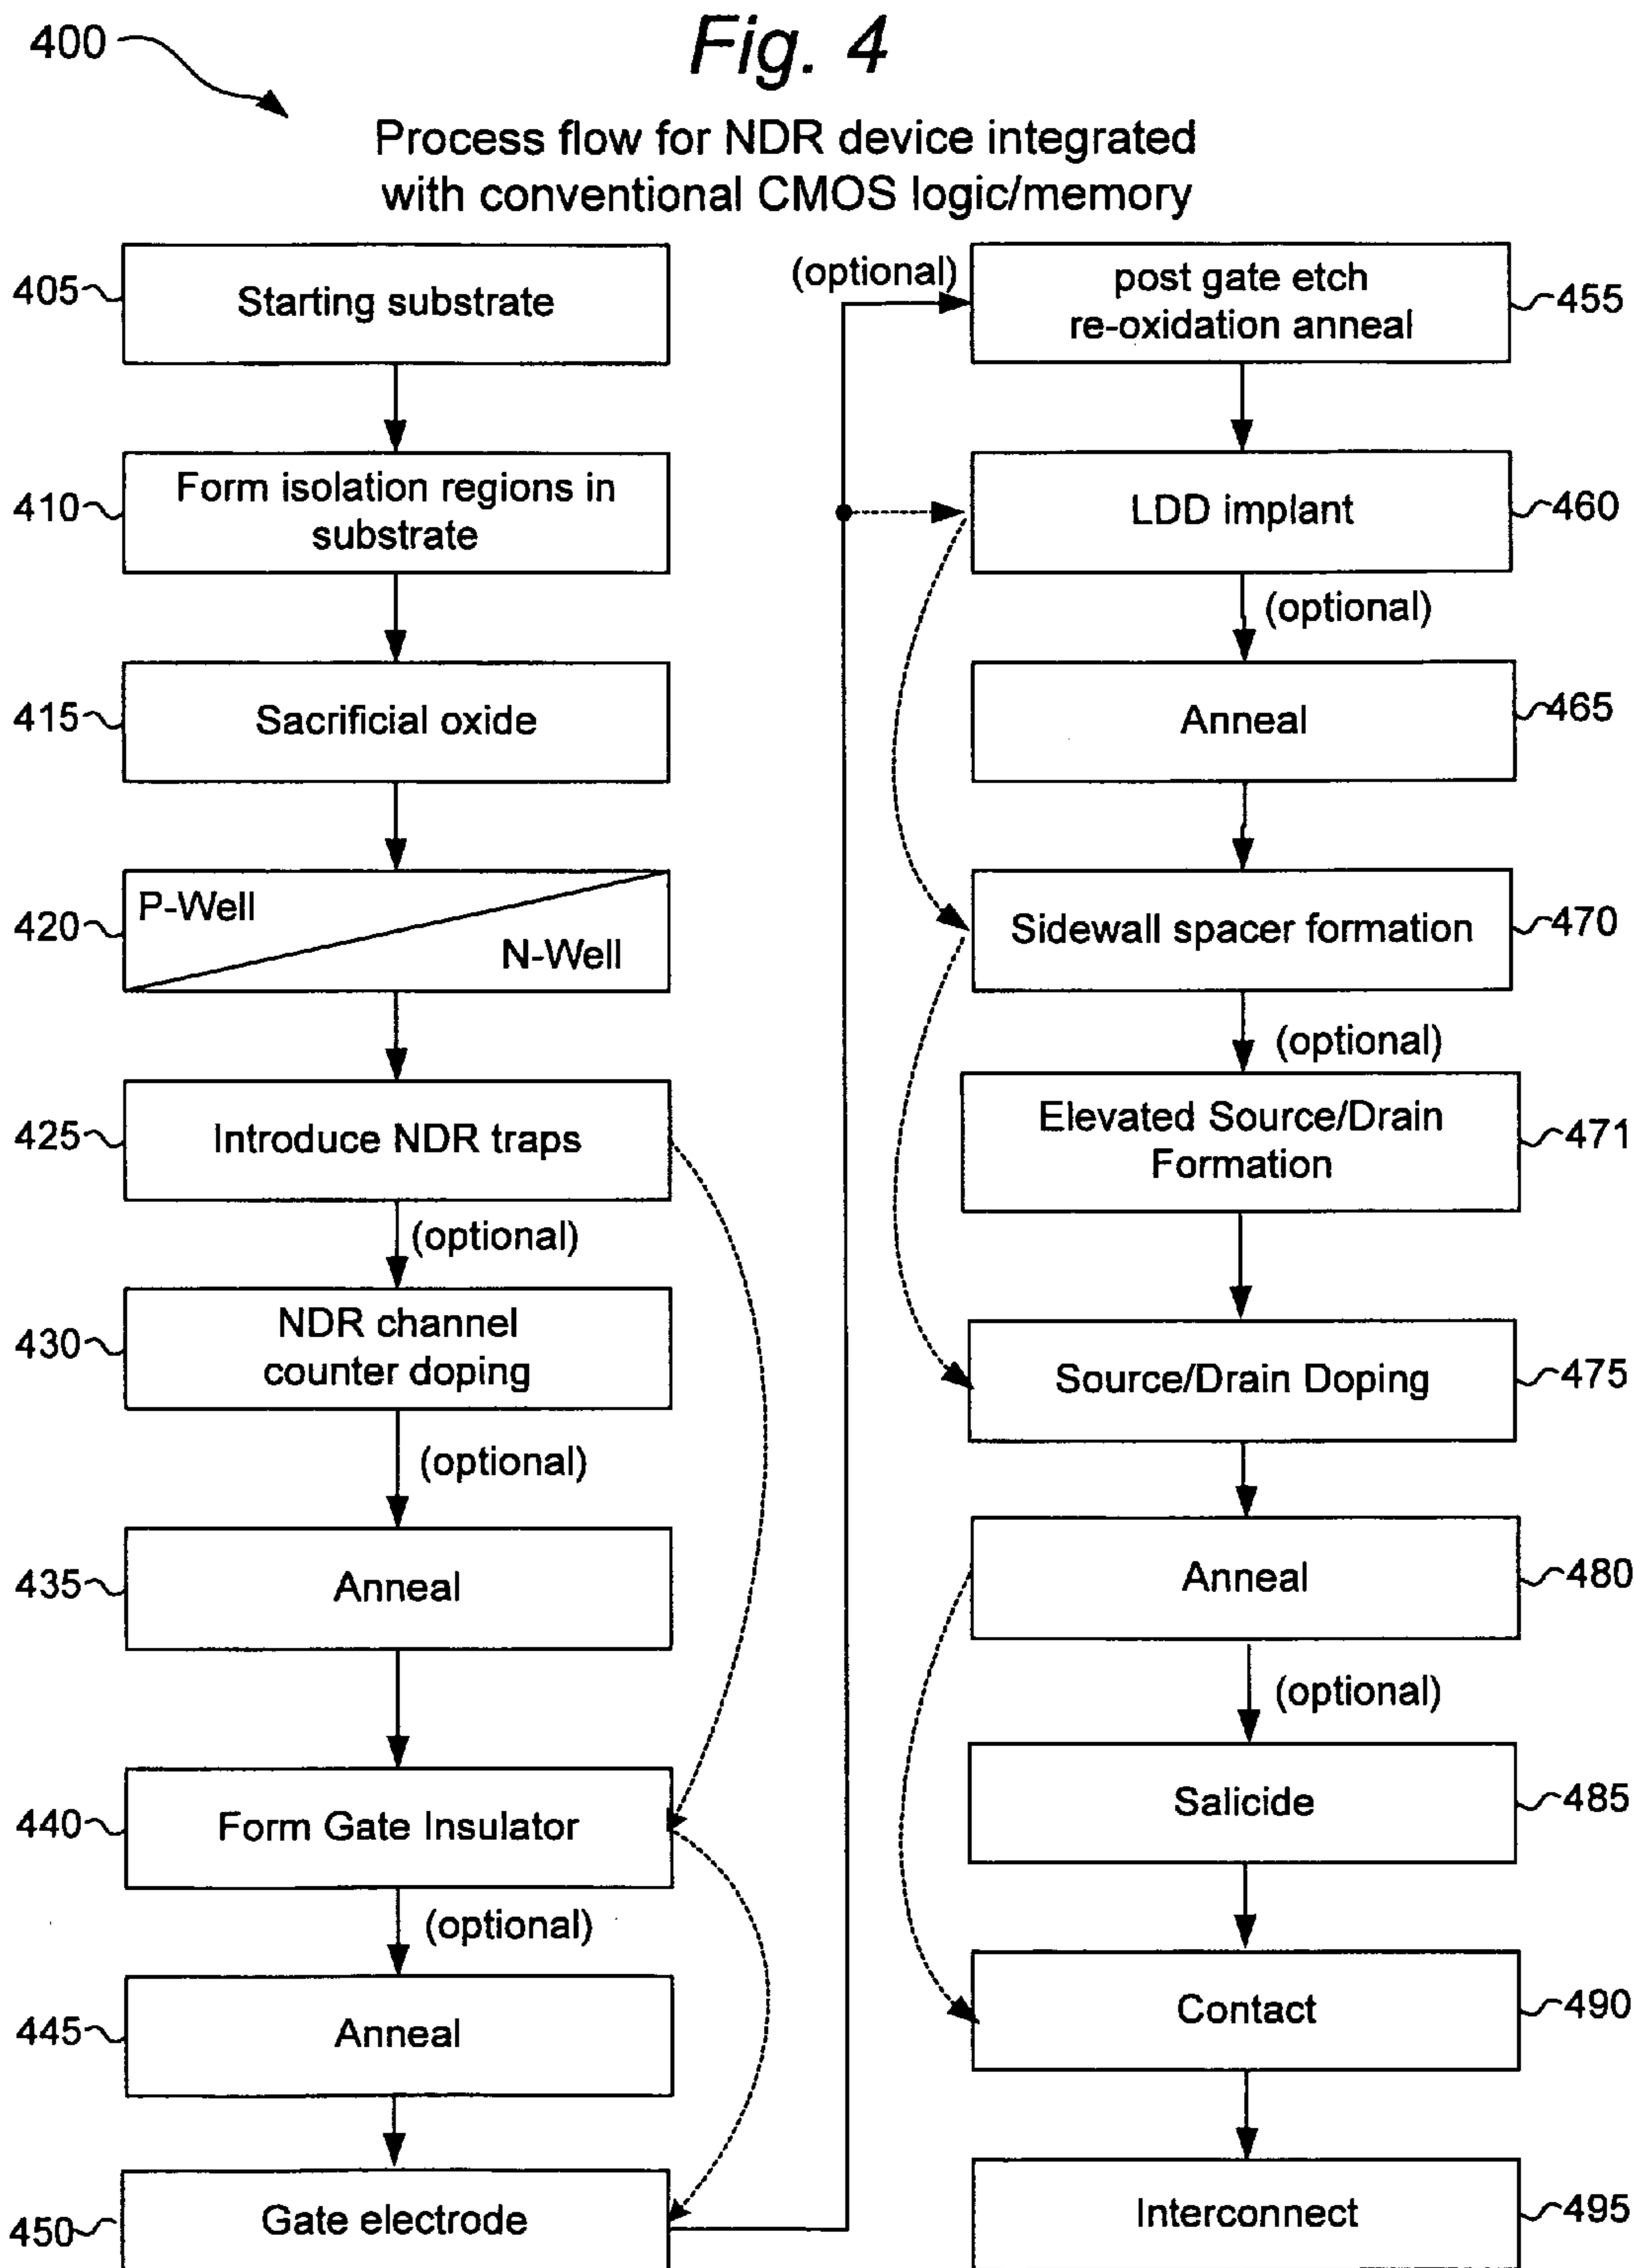 400
Fig. 4
Process flow for NDR device integrated
with conventional CMOS logic/memory
405
Starting substrate
410
Form isolation regions in
substrate
415
Sacrificial oxide
420
P-Well
N-Well
425
Introduce NDR traps
(optional)
430
NDR channel
counter doping
(optional)
435
Anneal
440
Form Gate Insulator
(optional)
445
Anneal
450
Gate electrode
(optional)
post gate etch
re-oxidation anneal
455
LDD implant
460
(optional)
Anneal
465
Sidewall spacer formation
470
(optional)
Elevated Source/Drain
Formation
471
Source/Drain Doping
475
Anneal
480
(optional)
Salicide
485
Contact
490
Interconnect
495